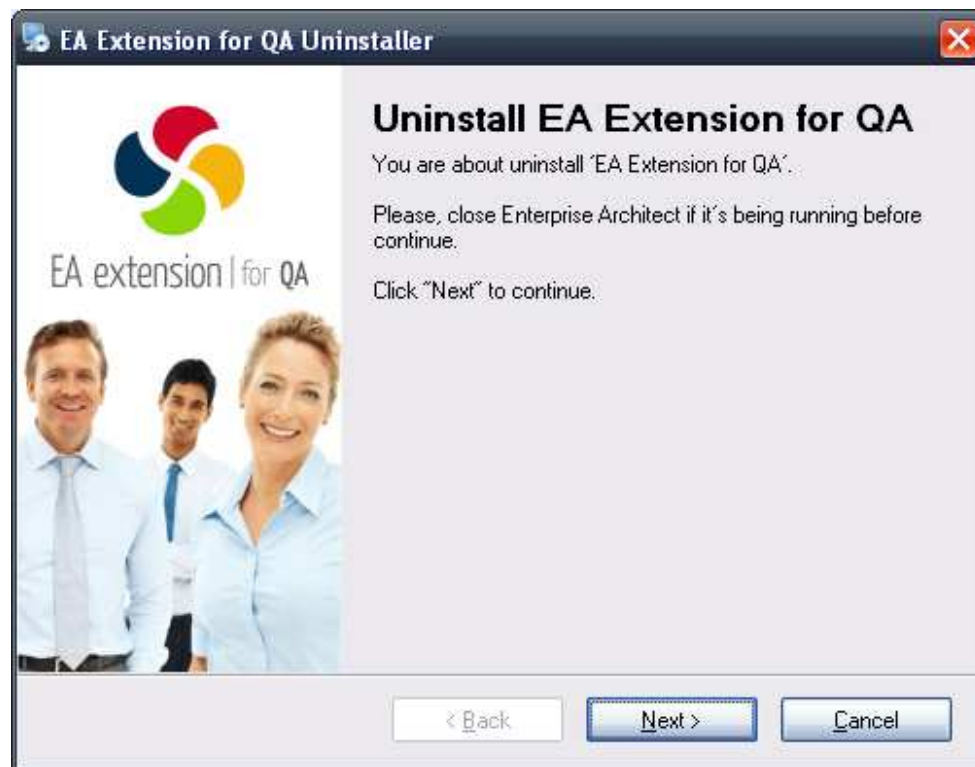 EA Extension for QA Uninstaller
EA extension | for QA
Uninstall EA Extension for QA
You are about uninstall ´EA Extension for QA´.
Please, close Enterprise Architect if it´s being running before
continue.
Click ˝Next˝ to continue.
< Back
Next >
Cancel